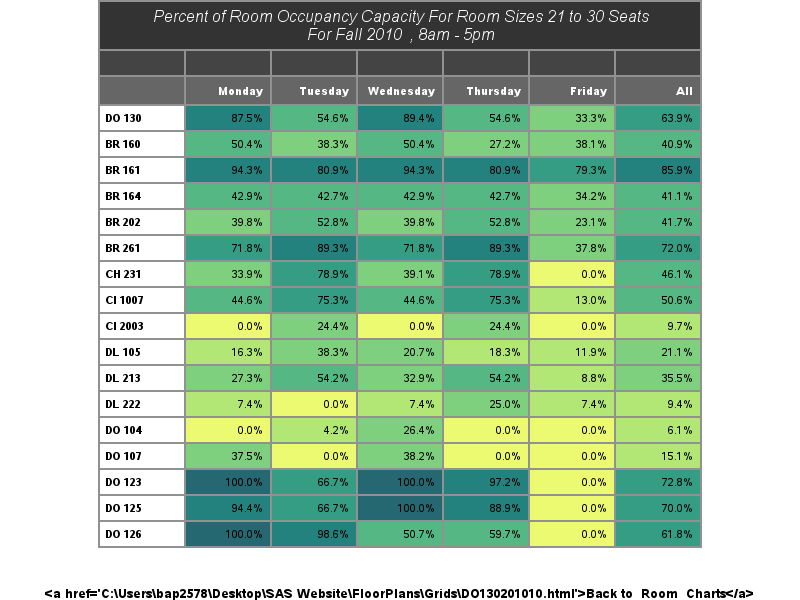 Percent of Room Occupancy Capacity For Room Sizes 21 to 30 Seats
For Fall 2010 , 8am - 5pm
Monday Tuesday Wednesday Thursday Friday All
DO 130 87.5% 54.6% 89.4% 54.6% 33.3% 63.9%
BR 160 50.4% 38.3% 50.4% 27.2% 38.1% 40.9%
BR 161 94.3% 80.9% 94.3% 80.9% 79.3% 85.9%
BR 164 42.9% 42.7% 42.9% 42.7% 34.2% 41.1%
BR 202 39.8% 52.8% 39.8% 52.8% 23.1% 41.7%
BR 261 71.8% 89.3% 71.8% 89.3% 37.8% 72.0%
CH 231 33.9% 78.9% 39.1% 78.9% 0.0% 46.1%
CI 1007 44.6% 75.3% 44.6% 75.3% 13.0% 50.6%
CI 2003 0.0% 24.4% 0.0% 24.4% 0.0% 9.7%
DL 105 16.3% 38.3% 20.7% 18.3% 11.9% 21.1%
DL 213 27.3% 54.2% 32.9% 54.2% 8.8% 35.5%
DL 222 7.4% 0.0% 7.4% 25.0% 7.4% 9.4%
DO 104 0.0% 4.2% 26.4% 0.0% 0.0% 6.1%
DO 107 37.5% 0.0% 38.2% 0.0% 0.0% 15.1%
DO 123 100.0% 66.7% 100.0% 97.2% 0.0% 72.8%
DO 125 94.4% 66.7% 100.0% 88.9% 0.0% 70.0%
DO 126 100.0% 98.6% 50.7% 59.7% 0.0% 61.8%
<a href='C:\Users\bap2578\Desktop\SAS Website\FloorPlans\Grids\DO130201010.html'>Back to Room Charts</a>